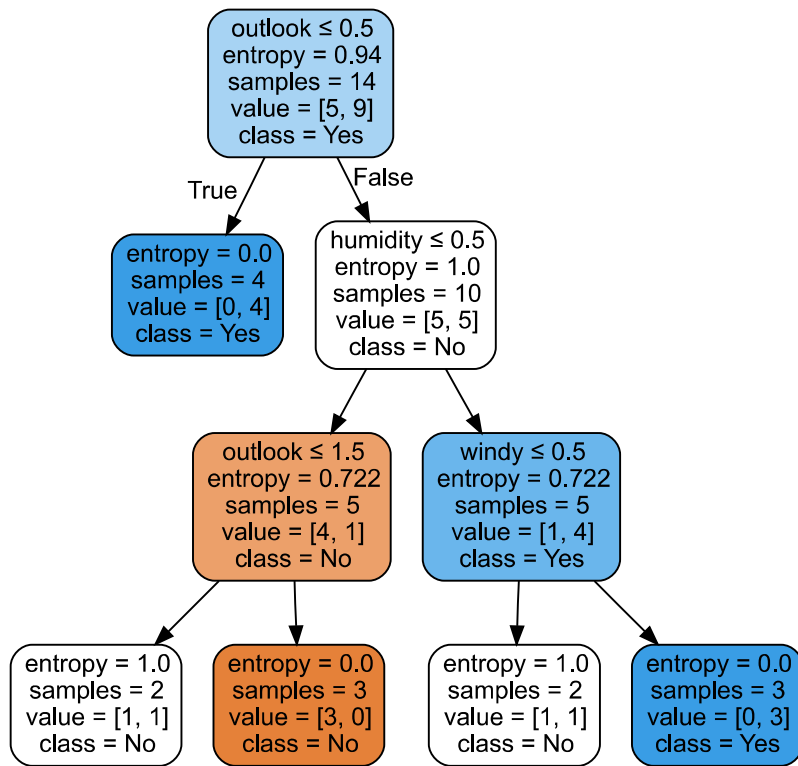 outlook ≤ 0.5
entropy = 0.94
samples = 14
value = [5, 9]
class = Yes
True
False
entropy = 0.0
samples = 4
value = [0, 4]
class = Yes
humidity ≤ 0.5
entropy = 1.0
samples = 10
value = [5, 5]
class = No
outlook ≤ 1.5
entropy = 0.722
samples = 5
value = [4, 1]
class = No
windy ≤ 0.5
entropy = 0.722
samples = 5
value = [1, 4]
class = Yes
entropy = 1.0
samples = 2
value = [1, 1]
class = No
entropy = 0.0
samples = 3
value = [3, 0]
class = No
entropy = 1.0
samples = 2
value = [1, 1]
class = No
entropy = 0.0
samples = 3
value = [0, 3]
class = Yes